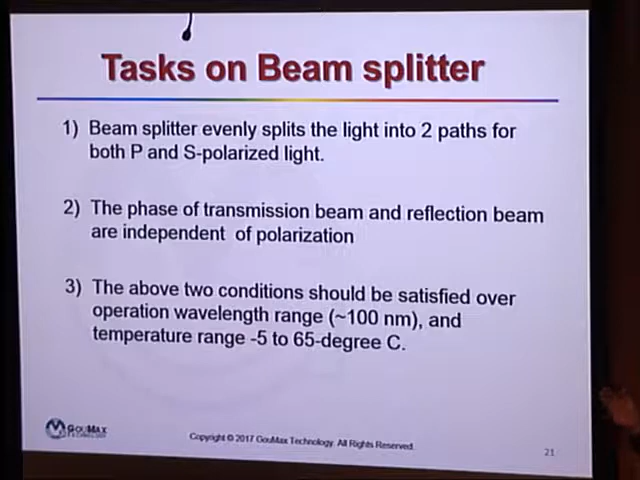 Tasks on Beam splitter
1) Beam splitter evenly splits the light into 2 paths for
both P and S-polarized light.
2) The phase of transmission beam and reflection beam
are independent of polarization
3) The above two conditions should be satisfied over
operation wavelength range (~100 nm), and
temperature range -5 to 65-degree C.
GouMax
TECHNOLOGY
Copyright © 2017 GouMax Technology. All Rights Reserved.
21